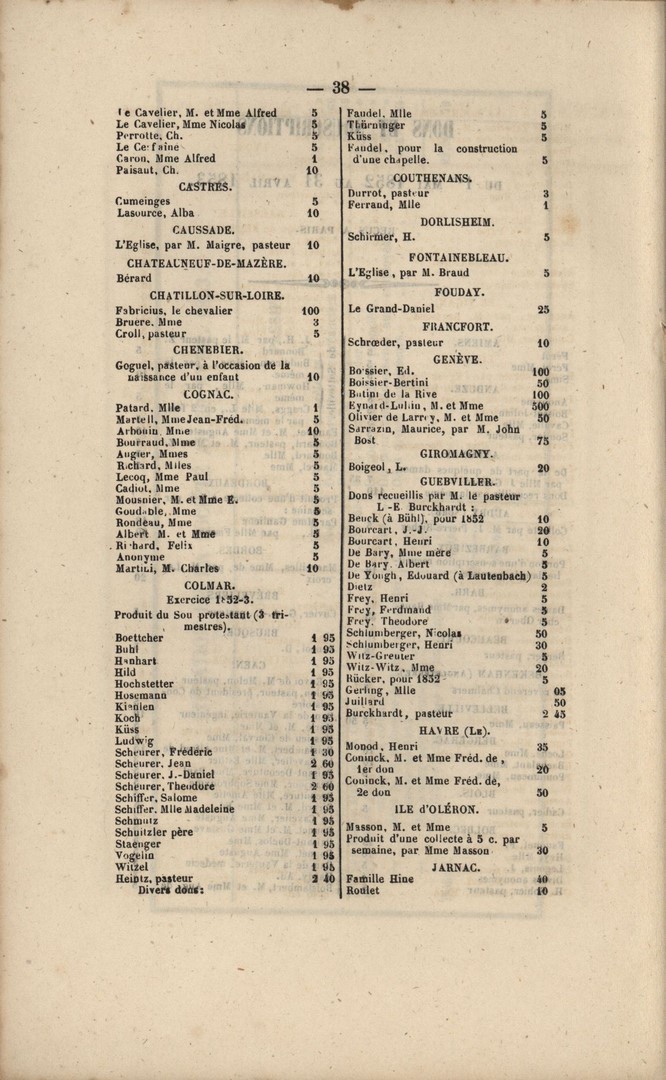 — 38 —
Le Cavelier, M. et Mme Alfred 5
Le Cavelier, Mme Nicolas 5
Perrotte, Ch. 5
Le Cerfaine 5
Caron, Mme Alfred 1
Paisaut, Ch. 10
CASTRES.
Cumeinges 5
Lasource, Alba 10
CAUSSADE.
L'Eglise, par M. Maigre, pasteur 10
CHATEAUNEUF-DE-MAZÈRE.
Bérard 10
CHATILLON-SUR-LOIRE.
Fabricius, le chevalier 100
Bruere. Mme 3
Croll, pasteur 5
CHENEBIER.
Goguel, pasteur, à l'occasion de la
naissance d'un enfant 10
COGNAC.
Patard, Mlle 1
Martell, Mme Jean-Fréd. 5
Arbouin Mme 10
Bourraud, Mme 5
Augier, Mmes 5
Richard, Mlles 5
Lecoq, Mme Paul 5
Cadiot, Mme 5
Mousnier, M. et Mme E. 5
Goudable, Mme 5
Rondeau, Mme 5
Albert M. et Mme 5
Richard, Felix 5
Anonyme 5
Martini, M. Charles 10
COLMAR.
Exercice 1852-3.
Produit du Sou protestant (3 tri-
mestres).
Boettcher 1 95
Buhl 1 95
Hanhart 1 95
Hild 1 95
Hochstetter 1 95
Hosemann 1 95
Kienlen 1 95
Koch 1 95
Küss 1 95
Ludwig 1 95
Scheurer, Frédéric 1 30
Scheurer, Jean 2 60
Scheurer, J.-Daniel 1 95
Scheurer, Theodore 2 60
Schiffer, Salome 1 95
Schiffer. Mlle Madeleine 1 95
Schmutz 1 95
Schuitzler père 1 95
Staenger 1 95
Vogelin 1 95
Witzel 1 95
Heintz, pasteur 2 40
Divers dons:
Faudel, Mlle 5
Thürninger 5
Küss 5
Faudel, pour la construction
d'une chapelle. 5
COUTHENANS.
Durrot, pasteur 3
Ferrand, Mlle 1
DORLISHEIM.
Schirmer, H. 5
FONTAINEBLEAU.
L'Eglise, par M. Braud 5
FOUDAY.
Le Grand-Daniel 25
FRANCFORT.
Schrœder, pasteur 10
GENÈVE.
Boissier, Ed. 100
Boissier-Bertini 50
Butini de la Rive 100
Eynard-Lullin, M. et Mme 500
Olivier de Larrey, M. et Mme 50
Sarrazin, Maurice, par M. John
Bost 75
GIROMAGNY.
Boigeol, L. 20
GUEBVILLER.
Dons recueillis par M. le pasteur
L.-E. Burckhardt :
Benck (à Bühl), pour 1852 10
Bourcart, J.-J. 20
Bourcart, Henri 10
De Bary, Mme mère 5
De Bary. Albert 5
De Yough, Edouard (à Lautenbach) 5
Dietz 2
Frey, Henri 5
Frey, Ferdinand 5
Frey, Theodore 5
Schlumberger, Nicolas 50
Schlumberger, Henri 30
Witz-Greuter 5
Witz-Witz, Mme 20
Rücker, pour 1852 5
Gerling, Mlle 05
Juillard 50
Burckhardt, pasteur 2 45
HAVRE (LE).
Monod, Henri 35
Coninck, M. et Mme Fréd. de,
1er don 20
Coninck, M. et Mme Fréd. de,
2e don 50
ILE D'OLÉRON.
Masson, M. et Mme 5
Produit d'une collecte à 5 c. par
semaine, par Mme Masson 30
JARNAC.
Famille Hine 40
Roulet 10